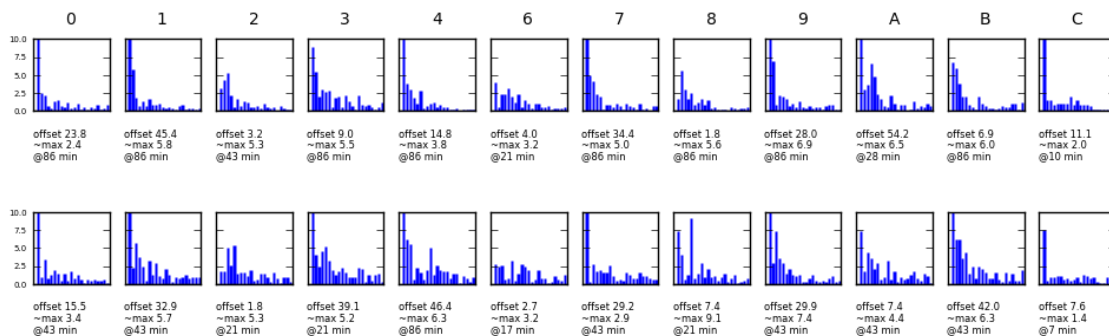 0 1 2 3 4 6 7 8 9 A B C
10.0
7.5
5.0
2.5
0.0
offset 23.8 offset 45.4 offset 3.2 offset 9.0 offset 14.8 offset 4.0 offset 34.4 offset 1.8 offset 28.0 offset 54.2 offset 6.9 offset 11.1
~max 2.4 ~max 5.8 ~max 5.3 ~max 5.5 ~max 3.8 ~max 3.2 ~max 5.0 ~max 5.6 ~max 6.9 ~max 6.5 ~max 6.0 ~max 2.0
@86 min @86 min @43 min @86 min @86 min @21 min @86 min @86 min @86 min @28 min @86 min @10 min
10.0
7.5
5.0
2.5
0.0
offset 15.5 offset 32.9 offset 1.8 offset 39.1 offset 46.4 offset 2.7 offset 29.2 offset 7.4 offset 29.9 offset 7.4 offset 42.0 offset 7.6
~max 3.4 ~max 5.7 ~max 5.3 ~max 5.2 ~max 6.3 ~max 3.2 ~max 2.9 ~max 9.1 ~max 7.4 ~max 4.4 ~max 6.3 ~max 1.4
@43 min @43 min @21 min @21 min @86 min @17 min @43 min @21 min @43 min @43 min @43 min @7 min